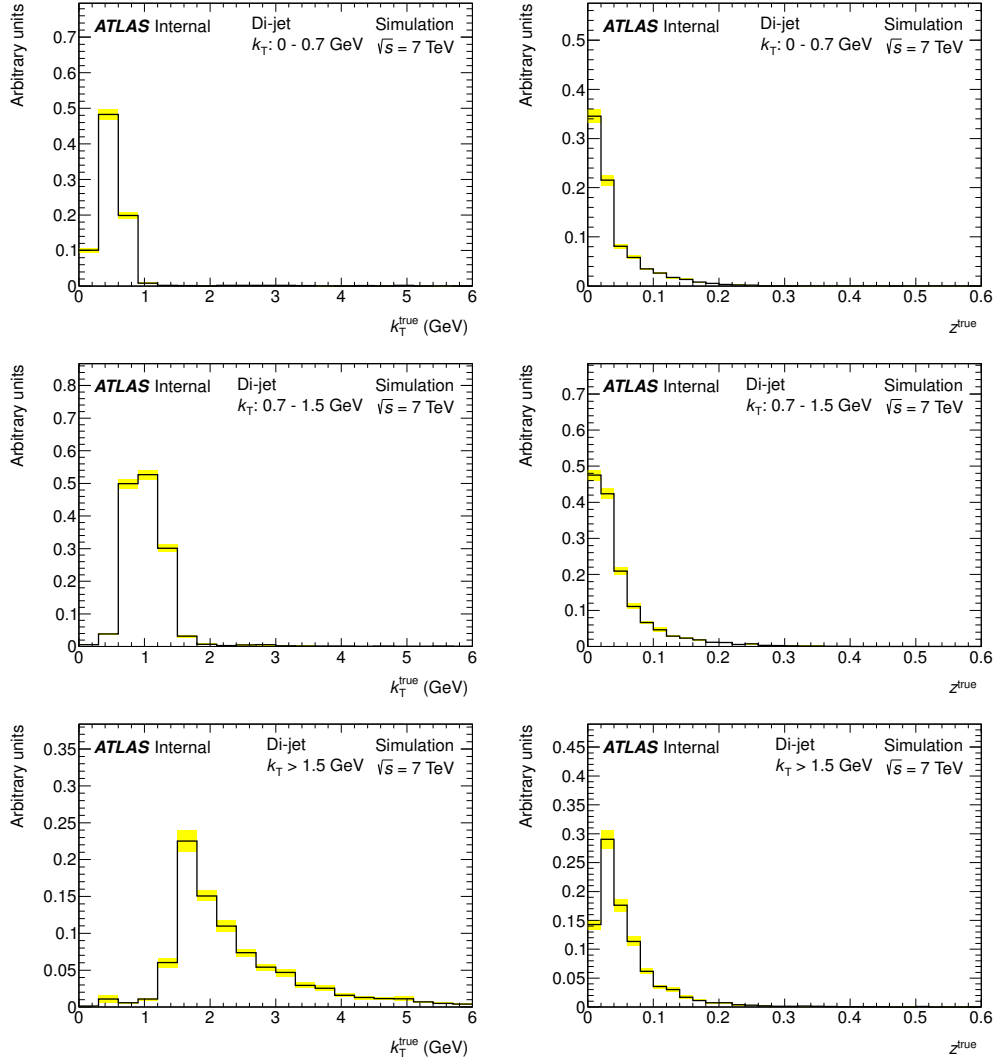 ATLAS Internal Di-jet Simulation
k_T: 0 - 0.7 GeV √s = 7 TeV
Arbitrary units
0.7
0.6
0.5
0.4
0.3
0.2
0.1
0
0 1 2 3 4 5 6
k_T^true (GeV)
ATLAS Internal Di-jet Simulation
k_T: 0 - 0.7 GeV √s = 7 TeV
Arbitrary units
0.5
0.4
0.3
0.2
0.1
0
0 0.1 0.2 0.3 0.4 0.5 0.6
z^true
ATLAS Internal Di-jet Simulation
k_T: 0.7 - 1.5 GeV √s = 7 TeV
Arbitrary units
0.8
0.7
0.6
0.5
0.4
0.3
0.2
0.1
0
0 1 2 3 4 5 6
k_T^true (GeV)
ATLAS Internal Di-jet Simulation
k_T: 0.7 - 1.5 GeV √s = 7 TeV
Arbitrary units
0.7
0.6
0.5
0.4
0.3
0.2
0.1
0
0 0.1 0.2 0.3 0.4 0.5 0.6
z^true
ATLAS Internal Di-jet Simulation
k_T > 1.5 GeV √s = 7 TeV
Arbitrary units
0.35
0.3
0.25
0.2
0.15
0.1
0.05
0
0 1 2 3 4 5 6
k_T^true (GeV)
ATLAS Internal Di-jet Simulation
k_T > 1.5 GeV √s = 7 TeV
Arbitrary units
0.45
0.4
0.35
0.3
0.25
0.2
0.15
0.1
0.05
0
0 0.1 0.2 0.3 0.4 0.5 0.6
z^true